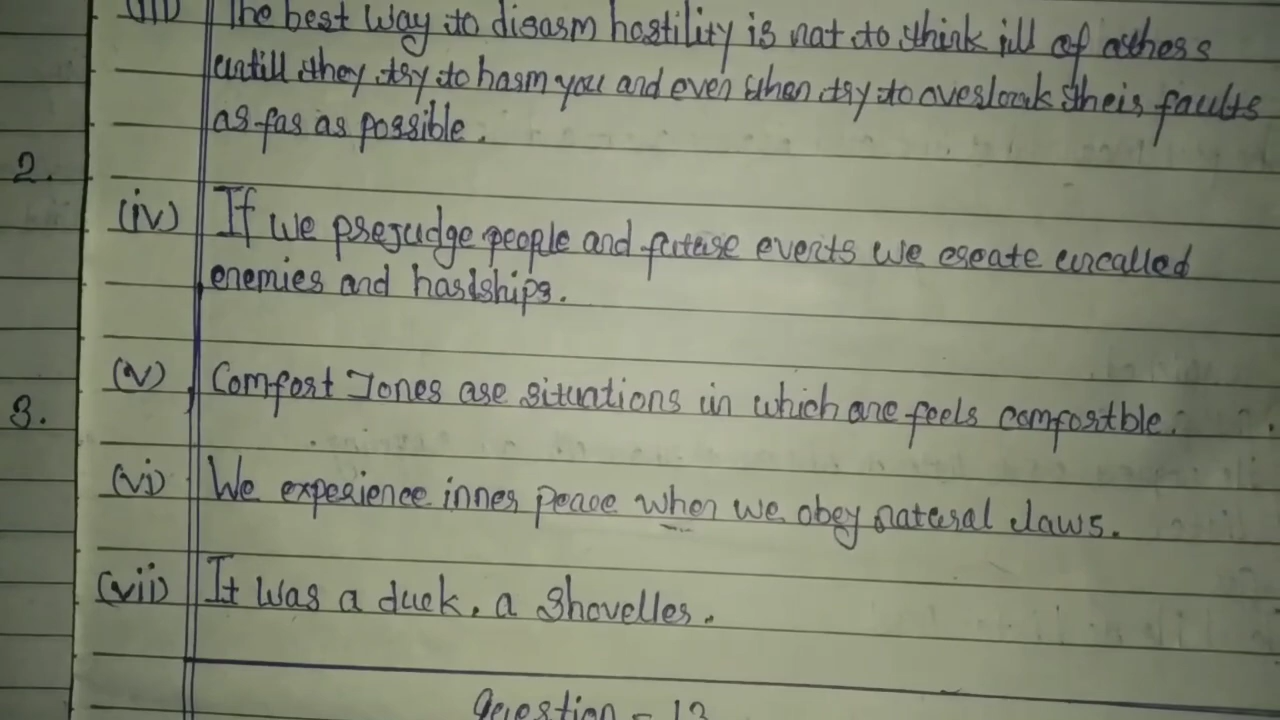 (iii) The best way to disarm hostility is not to think ill of others
untill they try to harm you and even then try to overlook their faults
as far as possible.
2.
(iv) If we prejudge people and future events we create uncalled
enemies and hardships.
(v) Comfort Zones are situations in which one feels comfortble.
3.
(vi) We experience inner peace when we obey natural laws.
(vii) It was a duck, a shoveller.
Question - 13